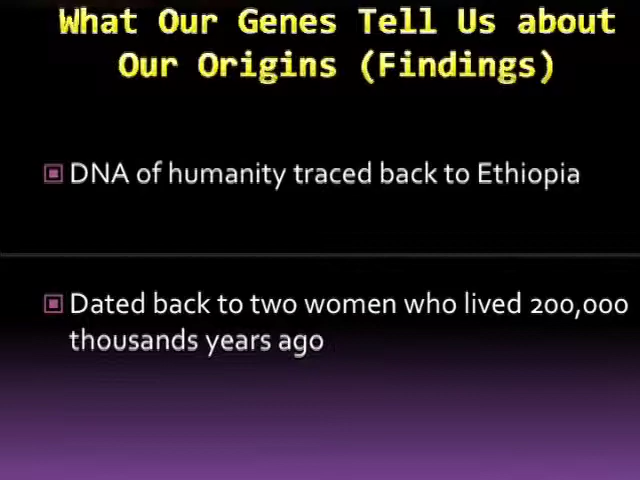 What Our Genes Tell Us about
Our Origins (Findings)
DNA of humanity traced back to Ethiopia
Dated back to two women who lived 200,000
thousands years ago